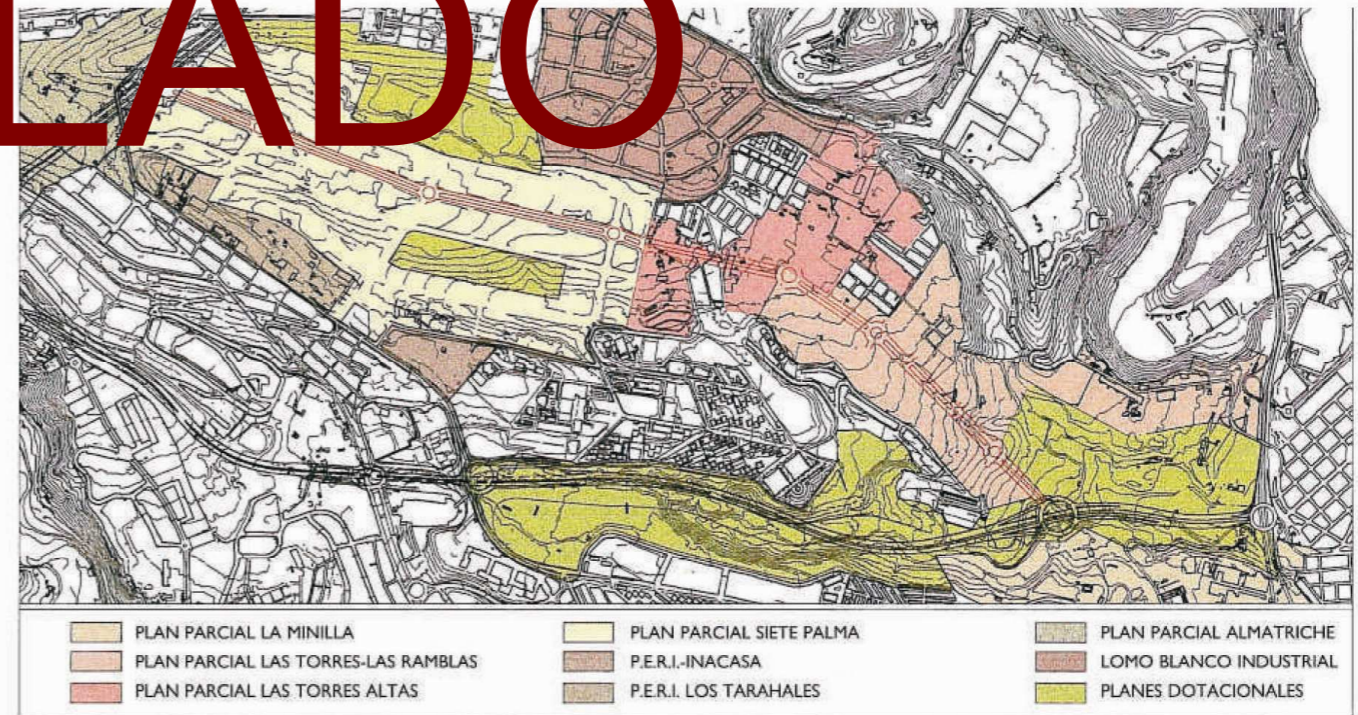 LADO
PLAN PARCIAL LA MINILLA
PLAN PARCIAL LAS TORRES-LAS RAMBLAS
PLAN PARCIAL LAS TORRES ALTAS
PLAN PARCIAL SIETE PALMA
P.E.R.I.-INACASA
P.E.R.I. LOS TARAHALES
PLAN PARCIAL ALMATRICHE
LOMO BLANCO INDUSTRIAL
PLANES DOTACIONALES